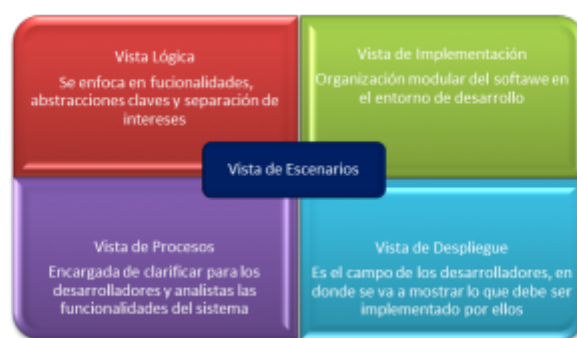 Vista Lógica
Se enfoca en fucionalidades,
abstracciones claves y separación de
intereses
Vista de Implementación
Organización modular del softawe en
el entorno de desarrollo
Vista de Escenarios
Vista de Procesos
Encargada de clarificar para los
desarrolladores y analistas las
funcionalidades del sistema
Vista de Despliegue
Es el campo de los desarrolladores, en
donde se va a mostrar lo que debe ser
implementado por ellos